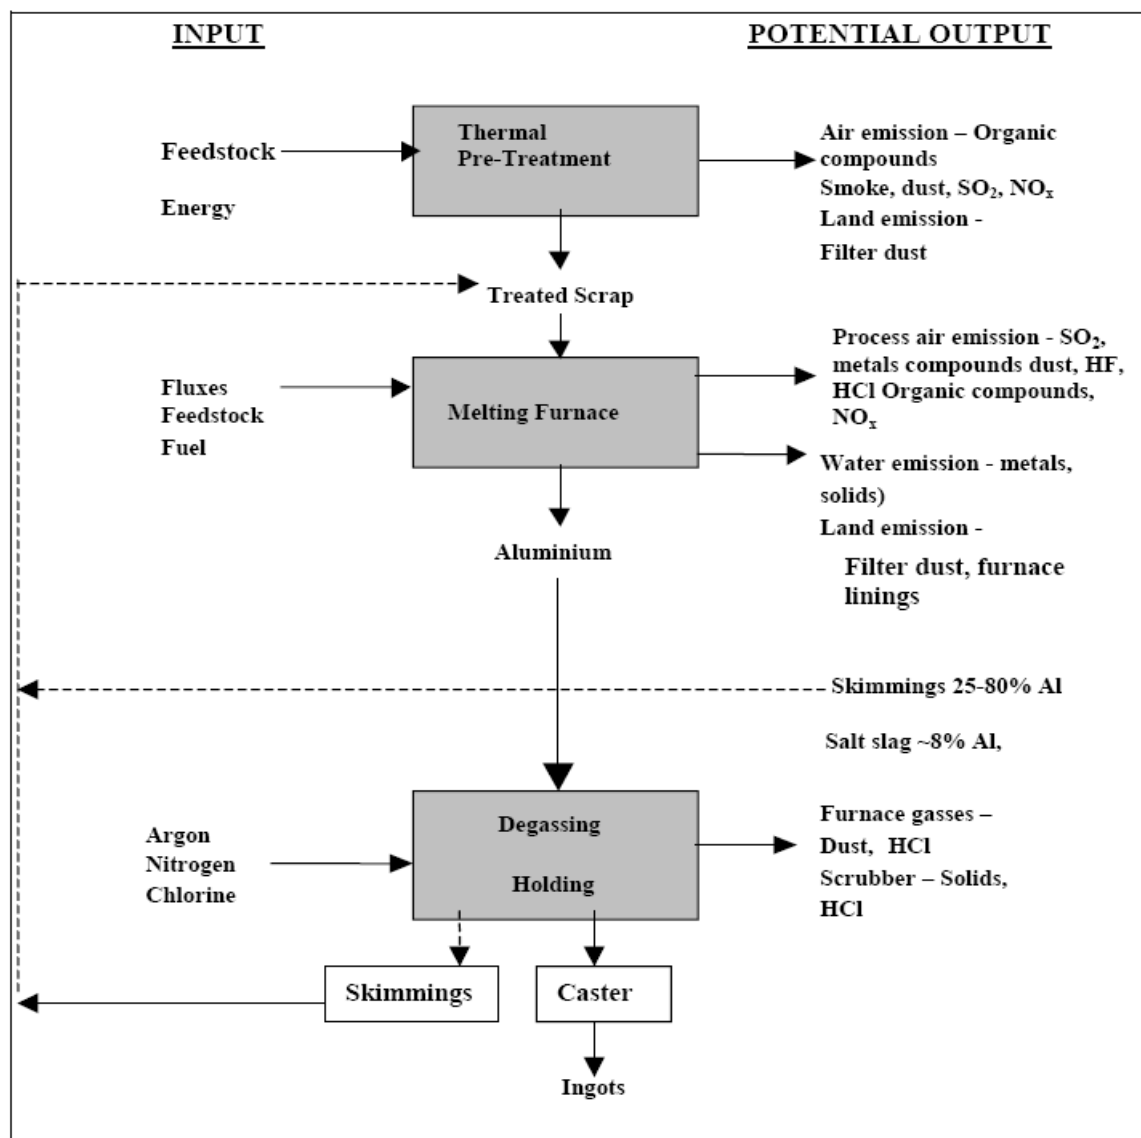 INPUT
POTENTIAL OUTPUT
Thermal
Pre-Treatment
Feedstock
Energy
Air emission – Organic
compounds
Smoke, dust, SO₂, NOₓ
Land emission -
Filter dust
Treated Scrap
Fluxes
Feedstock
Fuel
Melting Furnace
Process air emission - SO₂,
metals compounds dust, HF,
HCl Organic compounds,
NOₓ
Water emission - metals,
solids)
Land emission -
Filter dust, furnace
linings
Aluminium
Skimmings 25-80% Al
Salt slag ~8% Al,
Argon
Nitrogen
Chlorine
Degassing
Holding
Furnace gasses –
Dust, HCl
Scrubber – Solids,
HCl
Skimmings
Caster
Ingots